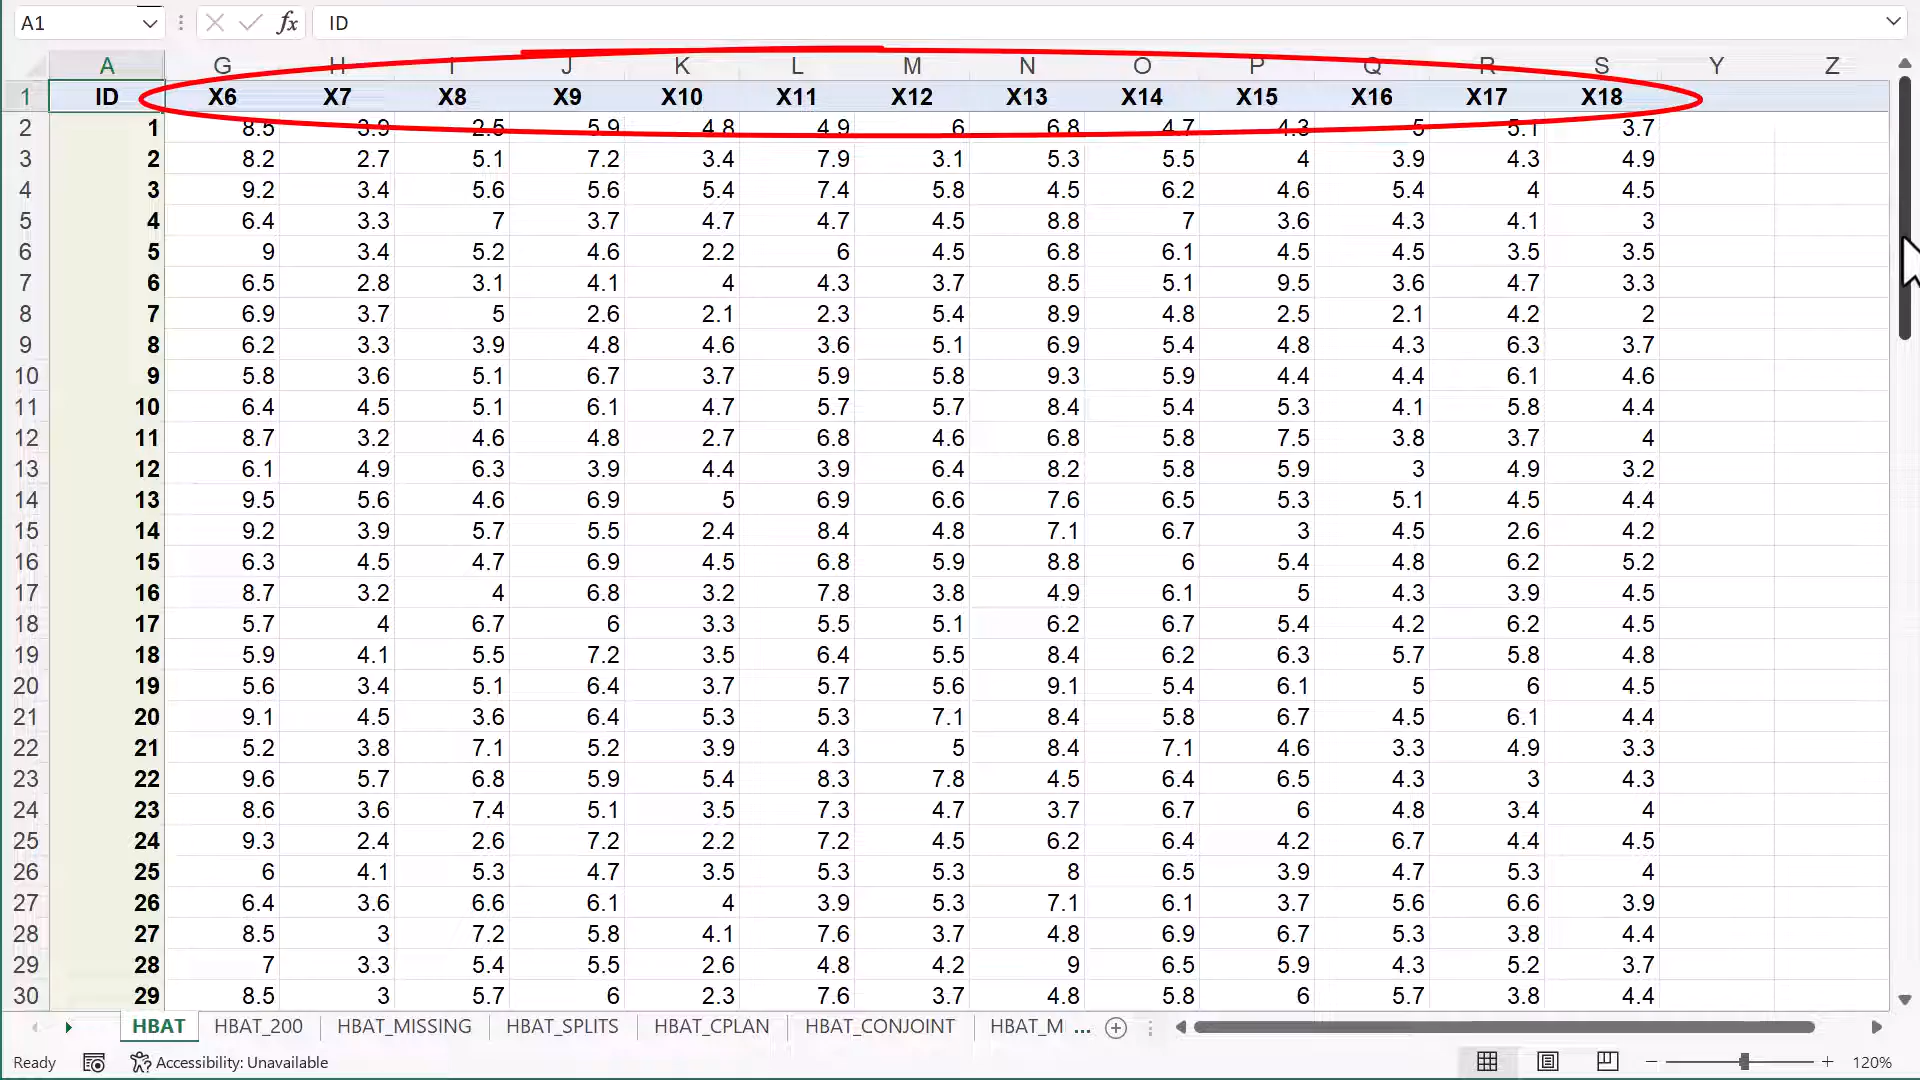 A1 fx ID
A G H I J K L M N O P Q R S Y Z
1 ID X6 X7 X8 X9 X10 X11 X12 X13 X14 X15 X16 X17 X18
2 1 8.5 3.9 2.5 5.9 4.8 4.9 6 6.8 4.7 4.3 5 5.1 3.7
3 2 8.2 2.7 5.1 7.2 3.4 7.9 3.1 5.3 5.5 4 3.9 4.3 4.9
4 3 9.2 3.4 5.6 5.6 5.4 7.4 5.8 4.5 6.2 4.6 5.4 4 4.5
5 4 6.4 3.3 7 3.7 4.7 4.7 4.5 8.8 7 3.6 4.3 4.1 3
6 5 9 3.4 5.2 4.6 2.2 6 4.5 6.8 6.1 4.5 4.5 3.5 3.5
7 6 6.5 2.8 3.1 4.1 4 4.3 3.7 8.5 5.1 9.5 3.6 4.7 3.3
8 7 6.9 3.7 5 2.6 2.1 2.3 5.4 8.9 4.8 2.5 2.1 4.2 2
9 8 6.2 3.3 3.9 4.8 4.6 3.6 5.1 6.9 5.4 4.8 4.3 6.3 3.7
10 9 5.8 3.6 5.1 6.7 3.7 5.9 5.8 9.3 5.9 4.4 4.4 6.1 4.6
11 10 6.4 4.5 5.1 6.1 4.7 5.7 5.7 8.4 5.4 5.3 4.1 5.8 4.4
12 11 8.7 3.2 4.6 4.8 2.7 6.8 4.6 6.8 5.8 7.5 3.8 3.7 4
13 12 6.1 4.9 6.3 3.9 4.4 3.9 6.4 8.2 5.8 5.9 3 4.9 3.2
14 13 9.5 5.6 4.6 6.9 5 6.9 6.6 7.6 6.5 5.3 5.1 4.5 4.4
15 14 9.2 3.9 5.7 5.5 2.4 8.4 4.8 7.1 6.7 3 4.5 2.6 4.2
16 15 6.3 4.5 4.7 6.9 4.5 6.8 5.9 8.8 6 5.4 4.8 6.2 5.2
17 16 8.7 3.2 4 6.8 3.2 7.8 3.8 4.9 6.1 5 4.3 3.9 4.5
18 17 5.7 4 6.7 6 3.3 5.5 5.1 6.2 6.7 5.4 4.2 6.2 4.5
19 18 5.9 4.1 5.5 7.2 3.5 6.4 5.5 8.4 6.2 6.3 5.7 5.8 4.8
20 19 5.6 3.4 5.1 6.4 3.7 5.7 5.6 9.1 5.4 6.1 5 6 4.5
21 20 9.1 4.5 3.6 6.4 5.3 5.3 7.1 8.4 5.8 6.7 4.5 6.1 4.4
22 21 5.2 3.8 7.1 5.2 3.9 4.3 5 8.4 7.1 4.6 3.3 4.9 3.3
23 22 9.6 5.7 6.8 5.9 5.4 8.3 7.8 4.5 6.4 6.5 4.3 3 4.3
24 23 8.6 3.6 7.4 5.1 3.5 7.3 4.7 3.7 6.7 6 4.8 3.4 4
25 24 9.3 2.4 2.6 7.2 2.2 7.2 4.5 6.2 6.4 4.2 6.7 4.4 4.5
26 25 6 4.1 5.3 4.7 3.5 5.3 5.3 8 6.5 3.9 4.7 5.3 4
27 26 6.4 3.6 6.6 6.1 4 3.9 5.3 7.1 6.1 3.7 5.6 6.6 3.9
28 27 8.5 3 7.2 5.8 4.1 7.6 3.7 4.8 6.9 6.7 5.3 3.8 4.4
29 28 7 3.3 5.4 5.5 2.6 4.8 4.2 9 6.5 5.9 4.3 5.2 3.7
30 29 8.5 3 5.7 6 2.3 7.6 3.7 4.8 5.8 6 5.7 3.8 4.4
HBAT HBAT_200 HBAT_MISSING HBAT_SPLITS HBAT_CPLAN HBAT_CONJOINT HBAT_M ...
Ready Accessibility: Unavailable 120%